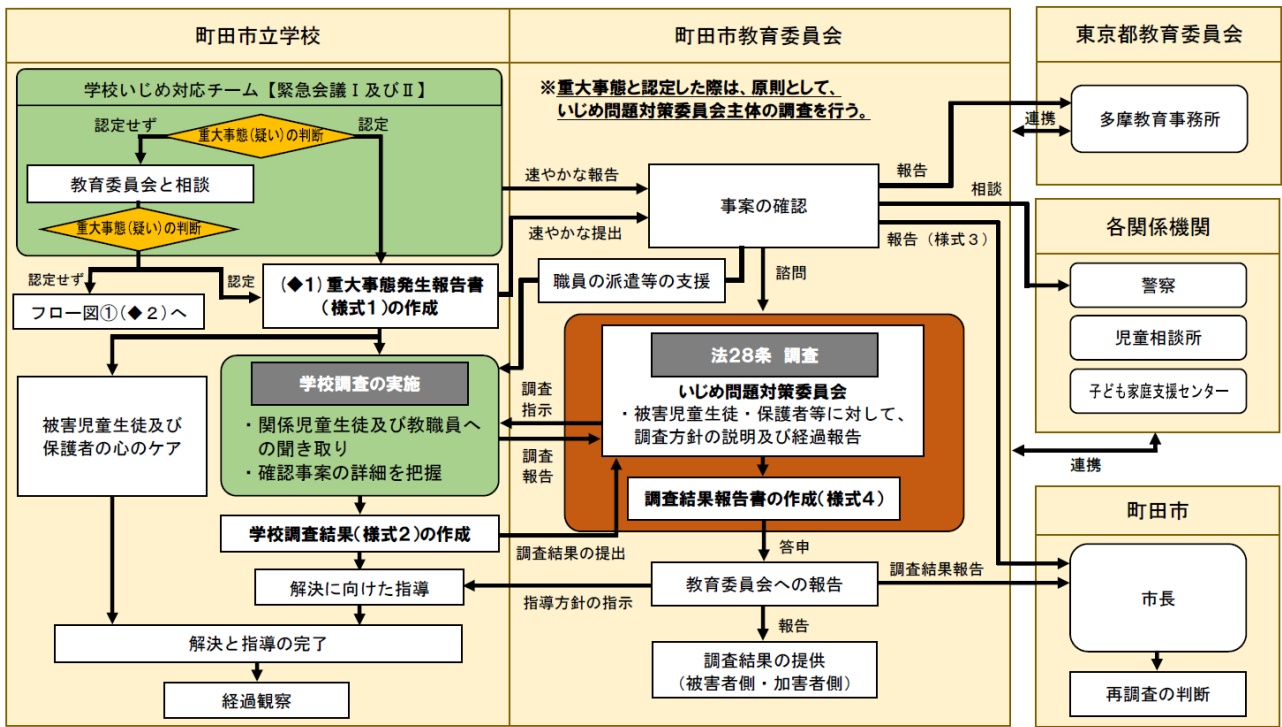 町田市立学校
学校いじめ対応チーム【緊急会議Ⅰ及びⅡ】
認定せず
重大事態(疑い)の判断
認定
教育委員会と相談
重大事態(疑い)の判断
認定せず
認定
フロー図①(◆2)へ
(◆1)重大事態発生報告書
(様式1)の作成
学校調査の実施
・関係児童生徒及び教職員へ
の聞き取り
・確認事案の詳細を把握
被害児童生徒及び
保護者の心のケア
学校調査結果(様式2)の作成
解決に向けた指導
解決と指導の完了
経過観察
町田市教育委員会
※重大事態と認定した際は、原則として、
いじめ問題対策委員会主体の調査を行う。
速やかな報告
速やかな提出
事案の確認
報告
相談
報告(様式3)
職員の派遣等の支援
諮問
法28条 調査
いじめ問題対策委員会
・被害児童生徒・保護者等に対して、
調査方針の説明及び経過報告
調査
指示
調査
報告
調査結果報告書の作成(様式4)
調査結果の提出
答申
教育委員会への報告
指導方針の指示
調査結果報告
報告
調査結果の提供
(被害者側・加害者側)
東京都教育委員会
連携
多摩教育事務所
各関係機関
警察
児童相談所
子ども家庭支援センター
連携
町田市
市長
再調査の判断